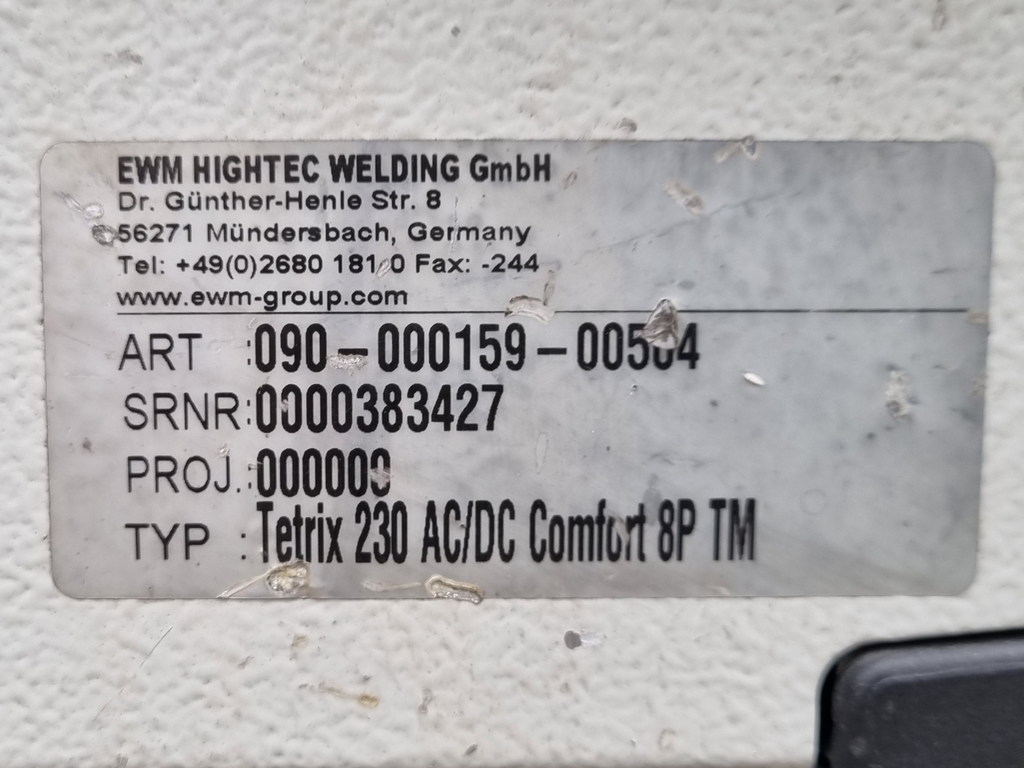 EWM HIGHTEC WELDING GmbH
Dr. Günther-Henle Str. 8
56271 Mündersbach, Germany
Tel: +49(0)2680 181 0 Fax: -244
www.ewm-group.com
ART :090-000159-00504
SRNR:0000383427
PROJ.:000000
TYP : Tetrix 230 AC/DC Comfort 8P TM